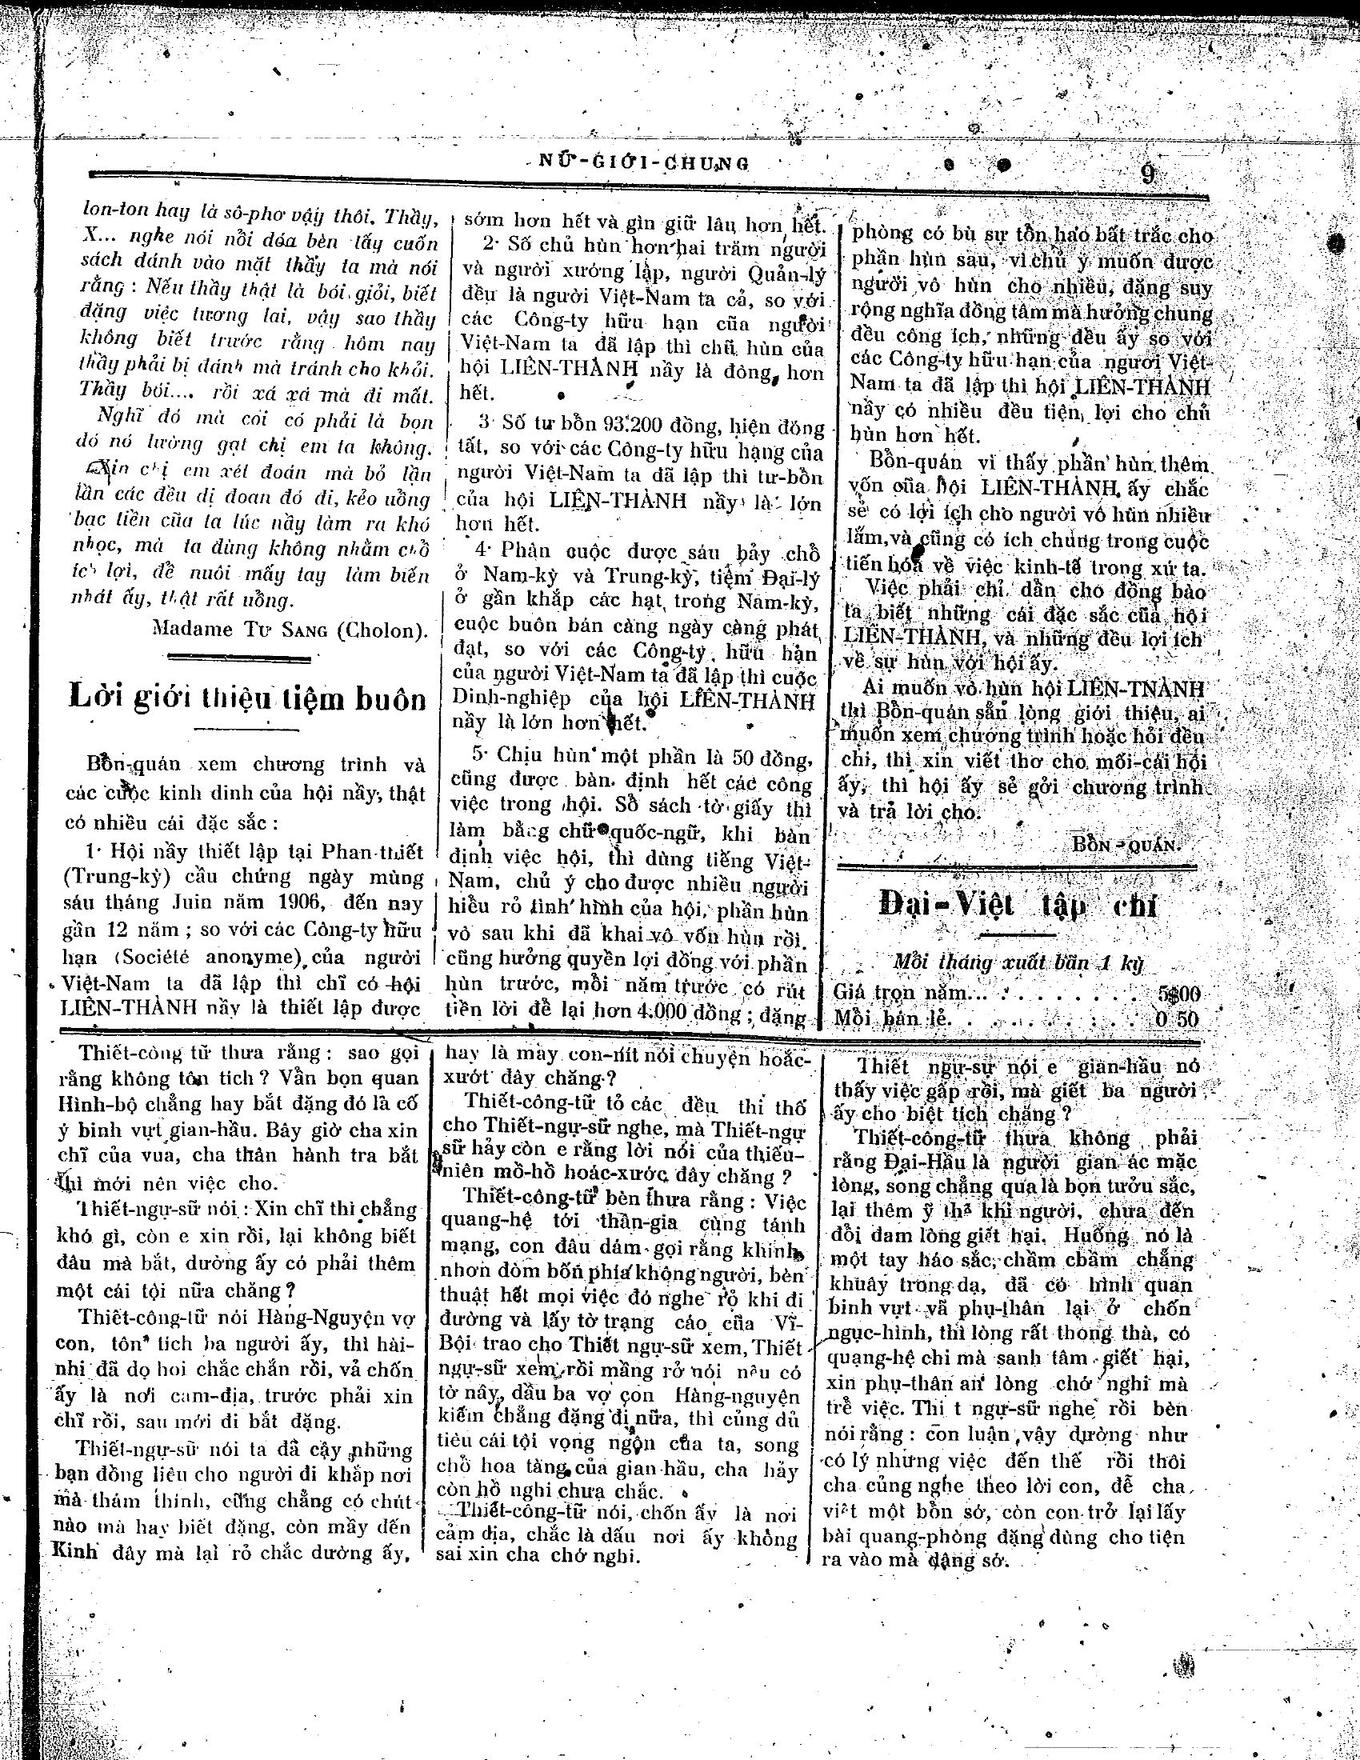 NỮ-GIỚI-CHUNG
9
lon-ton hay là sô-phơ vậy thôi. Thầy,
X... nghe nói nổi dóa bèn lấy cuốn
sách đánh vào mặt thầy ta mà nói
rằng : Nếu thầy thật là bói giỏi, biết
đặng việc tương lai, vậy sao thầy
không biết trước rằng hôm nay
thầy phải bị đánh mà tránh cho khỏi.
Thầy bói.... rồi xá xá mà đi mất.
Nghĩ đó mà coi có phải là bọn
đó nó lường gạt chị em ta không.
Xin chị em xét đoán mà bỏ lần
lần các đều dị đoan đó đi, kẻo uổng
bạc tiền của ta lúc nầy làm ra khó
nhọc, mà ta dùng không nhằm chỗ
ích lợi, để nuôi mấy tay làm biến
nhát ấy, thật rất uổng.
Madame TƯ SANG (Cholon).
Lời giới thiệu tiệm buôn
Bổn-quán xem chương trình và
các cuộc kinh dinh của hội nầy, thật
có nhiều cái đặc sắc :
1· Hội nầy thiết lập tại Phan-thiết
(Trung-kỳ) cầu chứng ngày mùng
sáu tháng Juin năm 1906, đến nay
gần 12 năm ; so với các Công-ty hữu
hạn (Société anonyme) của người
Việt-Nam ta đã lập thì chỉ có hội
LIÊN-THÀNH nầy là thiết lập được
sớm hơn hết và gìn giữ lâu hơn hết.
2· Số chủ hùn hơn hai trăm người
và người xướng lập, người Quản-lý
đều là người Việt-Nam ta cả, so với
các Công-ty hữu hạn của người
Việt-Nam ta đã lập thì chủ hùn của
hội LIÊN-THÀNH nầy là đông hơn
hết.
3· Số tư bổn 93.200 đồng, hiện đóng
tất, so với các Công-ty hữu hạng của
người Việt-Nam ta đã lập thì tư-bổn
của hội LIÊN-THÀNH nầy là lớn
hơn hết.
4· Phân cuộc được sáu bảy chỗ
ở Nam-kỳ và Trung-kỳ, tiệm Đại-lý
ở gần khắp các hạt trong Nam-kỳ,
cuộc buôn bán càng ngày càng phát
đạt, so với các Công-ty hữu hạn
của người Việt-Nam ta đã lập thì cuộc
Dinh-nghiệp của hội LIÊN-THÀNH
nầy là lớn hơn hết.
5· Chịu hùn một phần là 50 đồng,
cũng được bàn định hết các công
việc trong hội. Sổ sách tờ giấy thì
làm bằng chữ quốc-ngữ, khi bàn
định việc hội, thì dùng tiếng Việt-
Nam, chủ ý cho được nhiều người
hiểu rỏ tình hình của hội, phần hùn
vô sau khi đã khai vô vốn hùn rồi,
cũng hưởng quyền lợi đồng với phần
hùn trước, mỗi năm trước có rút
tiền lời để lại hơn 4.000 đồng ; đặng
phòng có bù sự tổn hao bất trắc cho
phần hùn sau, vì chủ ý muốn được
người vô hùn cho nhiều, đặng suy
rộng nghĩa đồng tâm mà hưởng chung
đều công ích, những đều ấy so với
các Công-ty hữu hạn của người Việt-
Nam ta đã lập thì hội LIÊN-THÀNH
nầy có nhiều đều tiện lợi cho chủ
hùn hơn hết.
Bổn-quán vì thấy phần hùn thêm
vốn của hội LIÊN-THÀNH ấy chắc
sẻ có lợi ích cho người vô hùn nhiều
lắm, và cũng có ích chung trong cuộc
tiến hóa về việc kinh-tế trong xứ ta.
Việc phải chỉ dẫn cho đồng bào
ta biết những cái đặc sắc của hội
LIÊN-THÀNH, và những đều lợi ích
về sự hùn với hội ấy.
Ai muốn vô hùn hội LIÊN-TNÀNH
thì Bổn-quán sẵn lòng giới thiệu, ai
muốn xem chương trình hoặc hỏi đều
chi, thì xin viết thơ cho mỗi-cái hội
ấy, thì hội ấy sẻ gởi chương trình
và trả lời cho.
BỔN-QUÁN.
Đại-Việt tập chí
Mỗi tháng xuất bản 1 kỳ
Giá trọn năm... . . . . . . . 5$00
Mỗi bản lẻ. . . . . . . . . 0 50
Thiết-công tử thưa rằng : sao gọi
rằng không tôn tich ? Vẫn bọn quan
Hình-bộ chẳng hay bắt đặng đó là cố
ý binh vực gian-hầu. Bây giờ cha xin
chỉ của vua, cha thân hành tra bắt
thì mới nên việc cho.
Thiết-ngự-sữ nói : Xin chĩ thì chẳng
khó gì, còn e xin rồi, lại không biết
đâu mà bắt, dường ấy có phải thêm
một cái tội nữa chăng ?
Thiết-công-tữ nói Hàng-Nguyện vợ
con, tôn tích ba người ấy, thì hài-
nhi đã dọ hoi chắc chắn rồi, vả chốn
ấy là nơi cam-địa, trước phải xin
chĩ rồi, sau mới đi bắt đặng.
Thiết-ngự-sữ nói ta đã cậy những
bạn đồng liêu cho người đi khắp nơi
mà thám thính, cũng chẳng có chút
nào mà hay biết đặng, còn mầy đến
Kinh đây mà lại rỏ chắc dường ấy,
hay là mày con-nít nói chuyện hoắc-
xướt đây chăng ?
Thiết-công-tữ tỏ các đều thỉ thố
cho Thiết-ngự-sữ nghe, mà Thiết-ngự
sữ hảy còn e rằng lời nói của thiếu-
niên mồ-hồ hoắc-xước đây chăng ?
Thiết-công-tữ bèn thưa rằng : Việc
quang-hệ tới thân-gia cùng tánh
mạng, con đâu dám gọi rằng khinh,
nhơn dòm bốn phía không người, bèn
thuật hết mọi việc đó nghe rỏ khi đi
đường và lấy tờ trạng cáo của Vĩ-
Bội trao cho Thiết ngự-sữ xem, Thiết
ngự-sữ xem rồi mầng rở nói nếu có
tờ nầy, dầu ba vợ con Hàng-nguyện
kiếm chẳng đặng đi nữa, thì cũng đủ
tiêu cái tội vọng ngôn của ta, song
chổ hoa tàng của gian-hầu, cha hảy
còn hồ nghi chưa chắc.
Thiết-công-tữ nói, chốn ấy là nơi
cảm địa, chắc là dấu nơi ấy không
sai xin cha chớ nghi.
Thiết ngự-sự nói e gian-hầu nó
thấy việc gấp rồi, mà giết ba người
ấy cho biệt tích chăng ?
Thiết-công-tữ thưa không phải
rằng Đại-Hầu là người gian ác mặc
lòng, song chẳng qua là bọn tưởu sắc,
lại thêm ỷ thế khi người, chưa đến
đổi đam lòng giết hại. Huống nó là
một tay háo sắc, chầm chầm chẳng
khuây trong dạ, đã có hình quan
binh vựt vả phụ-thân lại ở chốn
ngục-hình, thì lòng rất thong thả, có
quạng-hệ chi mà sanh tâm giết hại,
xin phụ-thân an lòng chớ nghi mà
trể việc. Thiết ngự-sữ nghe rồi bèn
nói rằng : con luận vậy dường như
có lý nhưng việc đến thế rồi thôi
cha cũng nghe theo lời con, để cha
viết một bổn sớ, còn con trở lại lấy
bài quang-phòng đặng dùng cho tiện
ra vào mà dâng sớ.